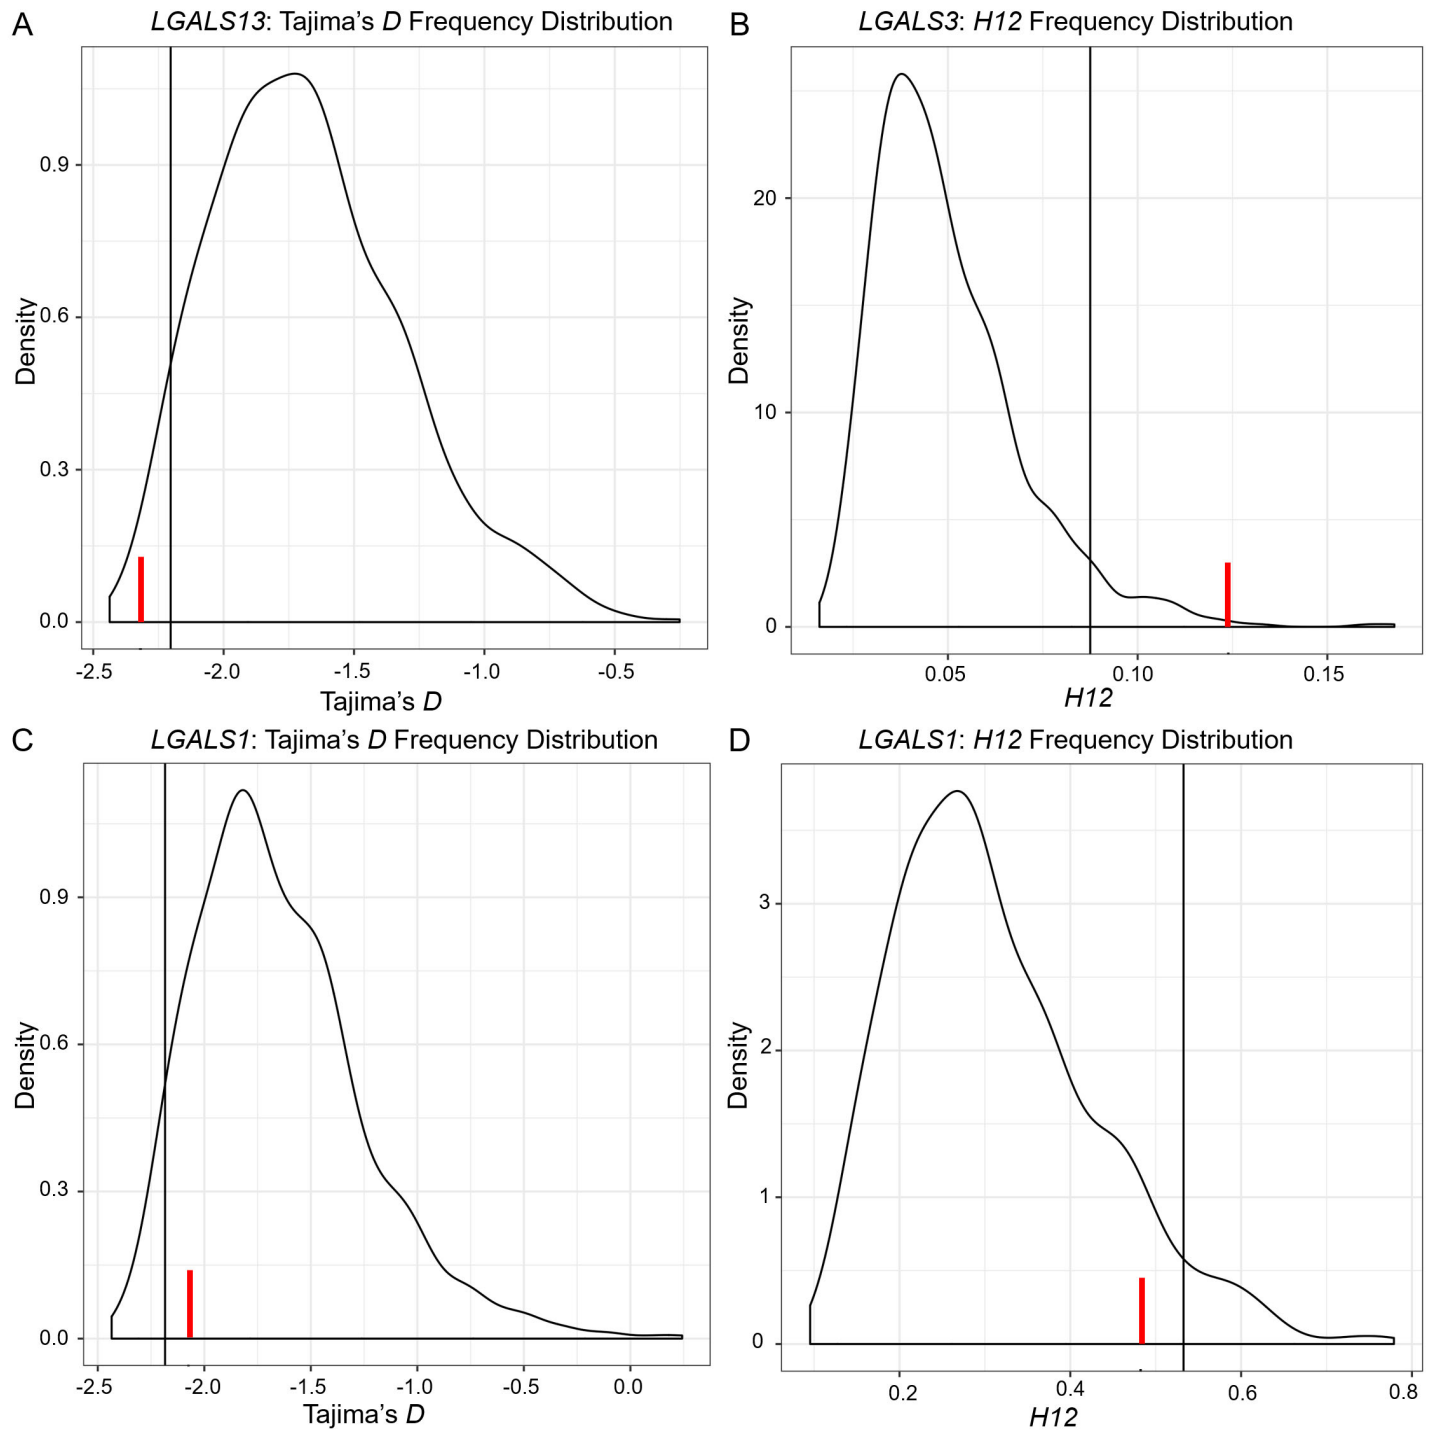 A
LGALS13: Tajima’s D Frequency Distribution
Density
0.9
0.6
0.3
0.0
-2.5 -2.0 -1.5 -1.0 -0.5
Tajima’s D
B
LGALS3: H12 Frequency Distribution
Density
20
10
0
0.05 0.10 0.15
H12
C
LGALS1: Tajima’s D Frequency Distribution
Density
0.9
0.6
0.3
0.0
-2.5 -2.0 -1.5 -1.0 -0.5 0.0
Tajima’s D
D
LGALS1: H12 Frequency Distribution
Density
3
2
1
0
0.2 0.4 0.6 0.8
H12